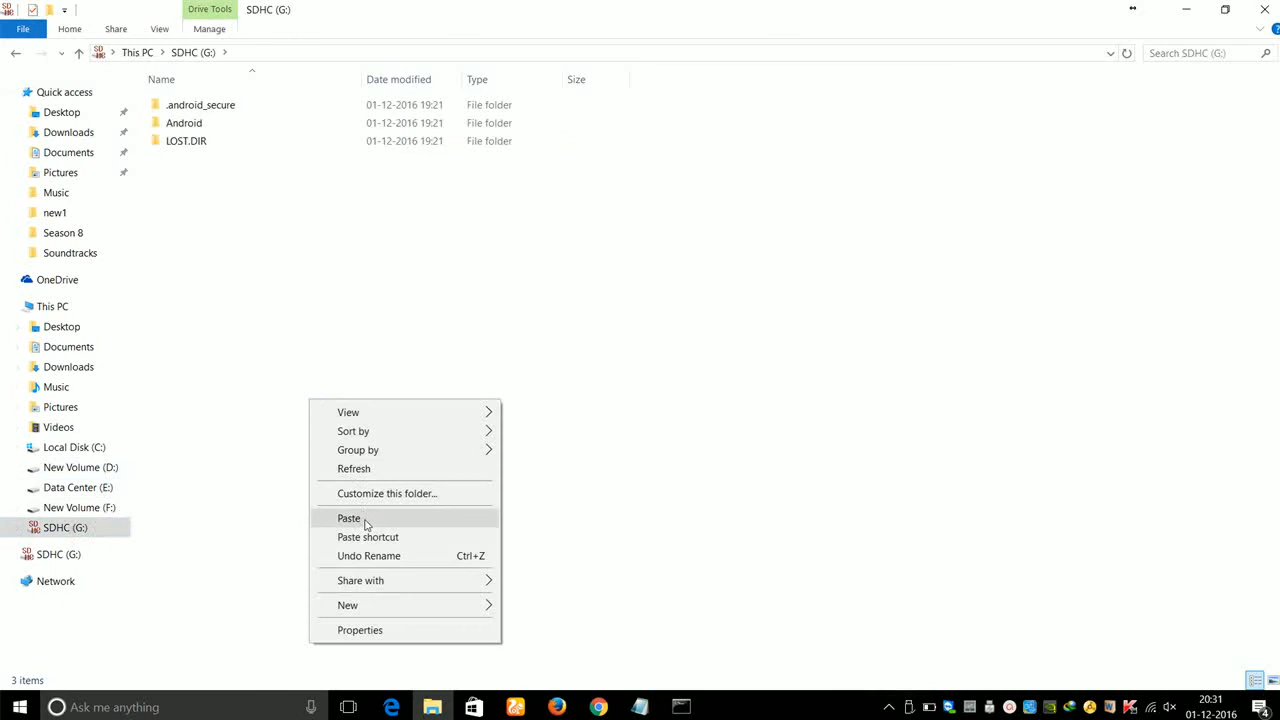 Drive Tools SDHC (G:)
File Home Share View Manage
This PC SDHC (G:) Search SDHC (G:)
Name Date modified Type Size
.android_secure 01-12-2016 19:21 File folder
Android 01-12-2016 19:21 File folder
LOST.DIR 01-12-2016 19:21 File folder
Quick access
Desktop
Downloads
Documents
Pictures
Music
new1
Season 8
Soundtracks
OneDrive
This PC
Desktop
Documents
Downloads
Music
Pictures
Videos
Local Disk (C:)
New Volume (D:)
Data Center (E:)
New Volume (F:)
SDHC (G:)
SDHC (G:)
Network
View
Sort by
Group by
Refresh
Customize this folder...
Paste
Paste shortcut
Undo Rename Ctrl+Z
Share with
New
Properties
3 items
Ask me anything
20:31
01-12-2016
4